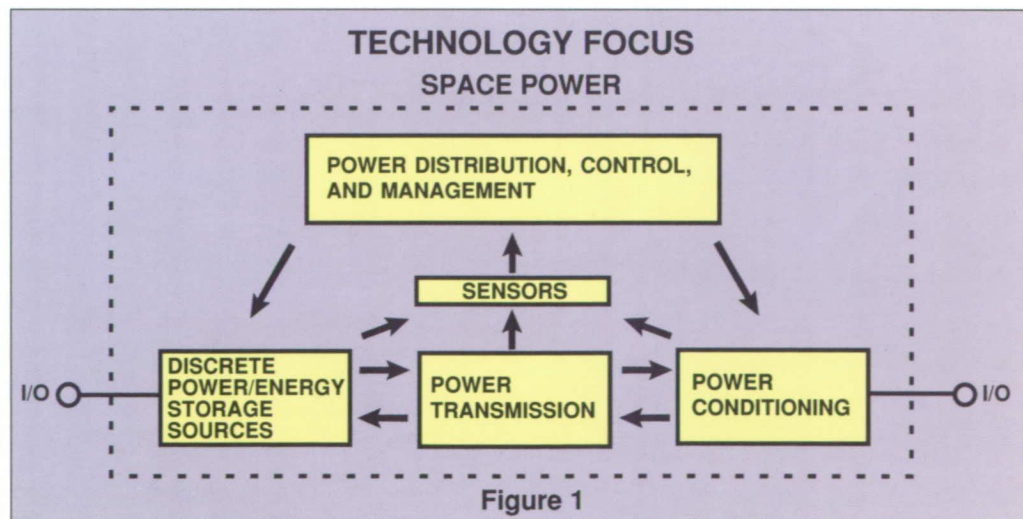 TECHNOLOGY FOCUS
SPACE POWER
POWER DISTRIBUTION, CONTROL,
AND MANAGEMENT
SENSORS
I/O
DISCRETE
POWER/ENERGY
STORAGE
SOURCES
POWER
TRANSMISSION
POWER
CONDITIONING
I/O
Figure 1